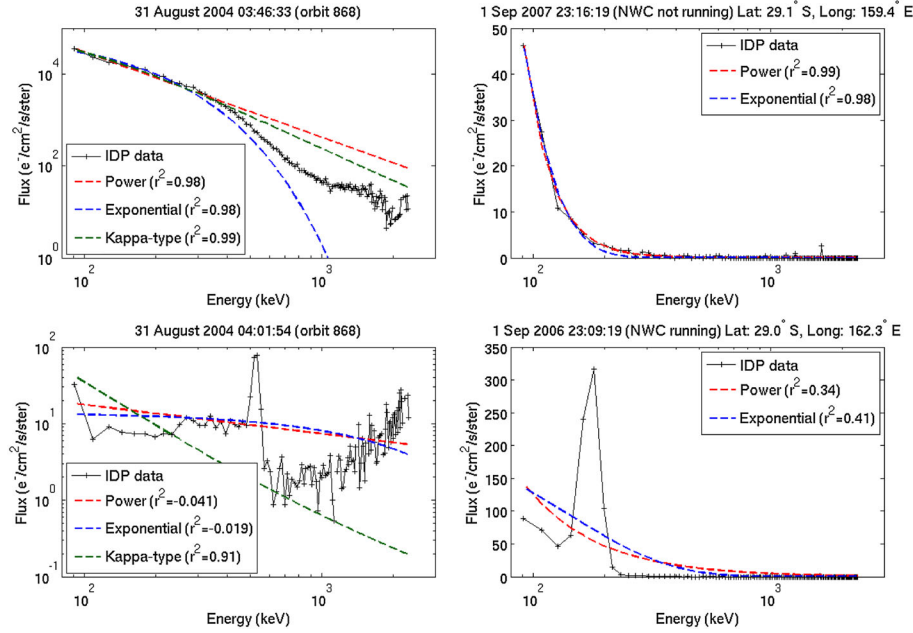 31 August 2004 03:46:33 (orbit 868)
Flux (e⁻/cm²/s/ster)
10⁴
10²
10⁰
IDP data
Power (r²=0.98)
Exponential (r²=0.98)
Kappa-type (r²=0.99)
10²
10³
Energy (keV)
1 Sep 2007 23:16:19 (NWC not running) Lat: 29.1° S, Long: 159.4° E
Flux (e⁻/cm²/s/ster)
50
40
30
20
10
0
IDP data
Power (r²=0.99)
Exponential (r²=0.98)
10²
10³
Energy (keV)
31 August 2004 04:01:54 (orbit 868)
Flux (e⁻/cm²/s/ster)
10²
10¹
10⁰
10⁻¹
IDP data
Power (r²=-0.041)
Exponential (r²=-0.019)
Kappa-type (r²=0.91)
10²
10³
Energy (keV)
1 Sep 2006 23:09:19 (NWC running) Lat: 29.0° S, Long: 162.3° E
Flux (e⁻/cm²/s/ster)
350
300
250
200
150
100
50
0
IDP data
Power (r²=0.34)
Exponential (r²=0.41)
10²
10³
Energy (keV)